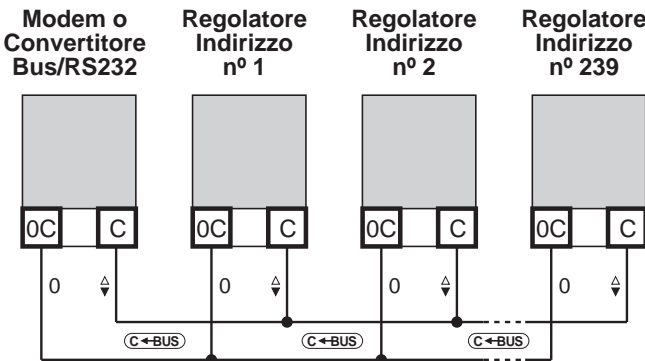 Modem o
Convertitore
Bus/RS232
Regolatore
Indirizzo
nº 1
Regolatore
Indirizzo
nº 2
Regolatore
Indirizzo
nº 239
0C C 0C C 0C C 0C C
0 0 0 0
C BUS C BUS C BUS